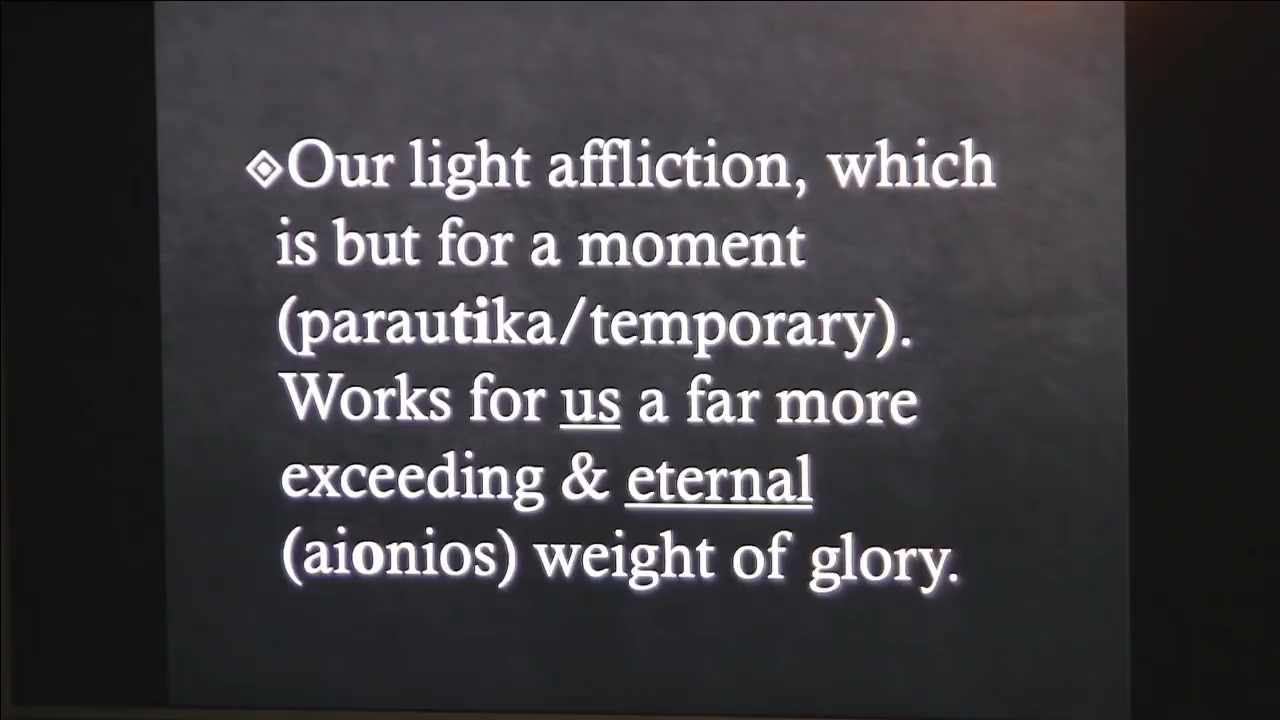 Our light affliction, which
is but for a moment
(parautika/temporary).
Works for us a far more
exceeding & eternal
(aionios) weight of glory.